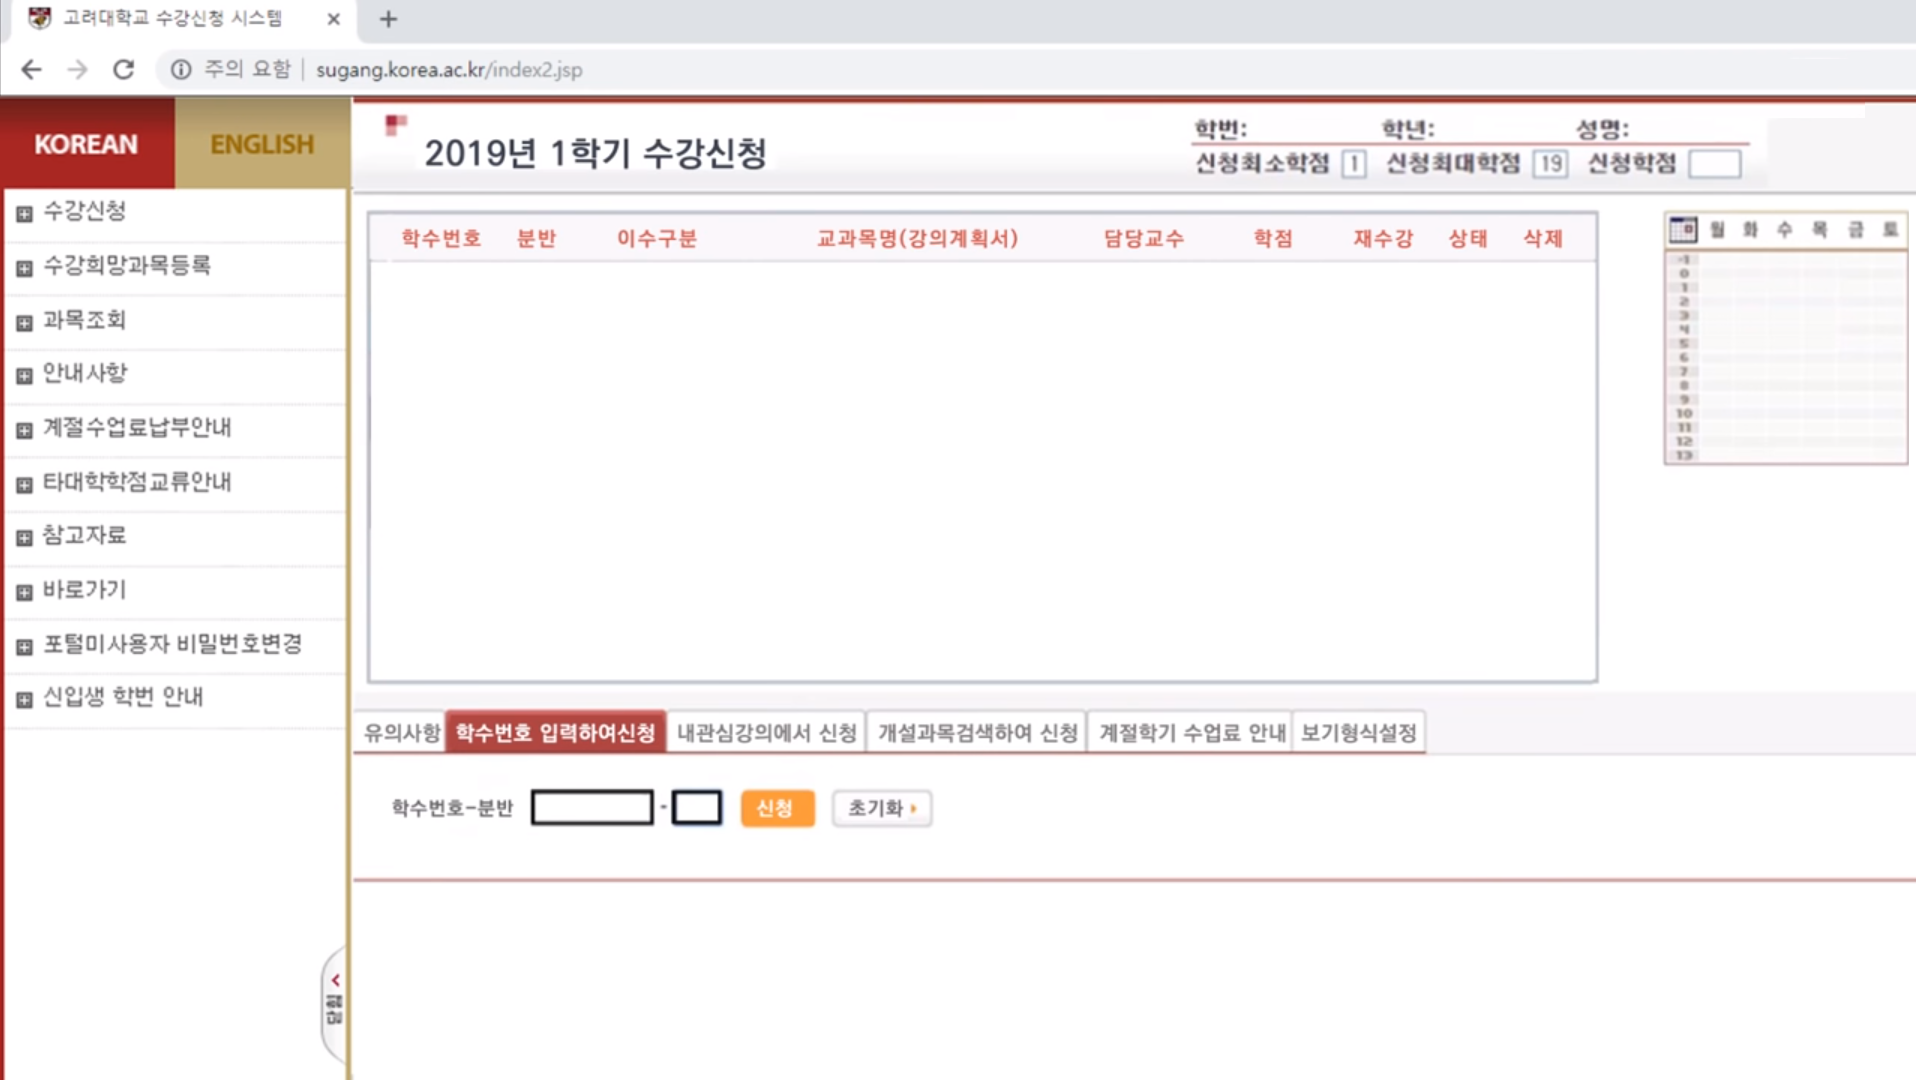 고려대학교 수강신청 시스템
주의 요함 sugang.korea.ac.kr/index2.jsp
KOREAN ENGLISH
수강신청
수강희망과목등록
과목조회
안내사항
계절수업료납부안내
타대학학점교류안내
참고자료
바로가기
포털미사용자 비밀번호변경
신입생 학번 안내
닫힘
2019년 1학기 수강신청
학번: 학년: 성명:
신청최소학점 1 신청최대학점 19 신청학점
학수번호 분반 이수구분 교과목명(강의계획서) 담당교수 학점 재수강 상태 삭제
월 화 수 목 금 토
-1
0
1
2
3
4
5
6
7
8
9
10
11
12
13
유의사항 학수번호 입력하여신청 내관심강의에서 신청 개설과목검색하여 신청 계절학기 수업료 안내 보기형식설정
학수번호-분반 - 신청 초기화